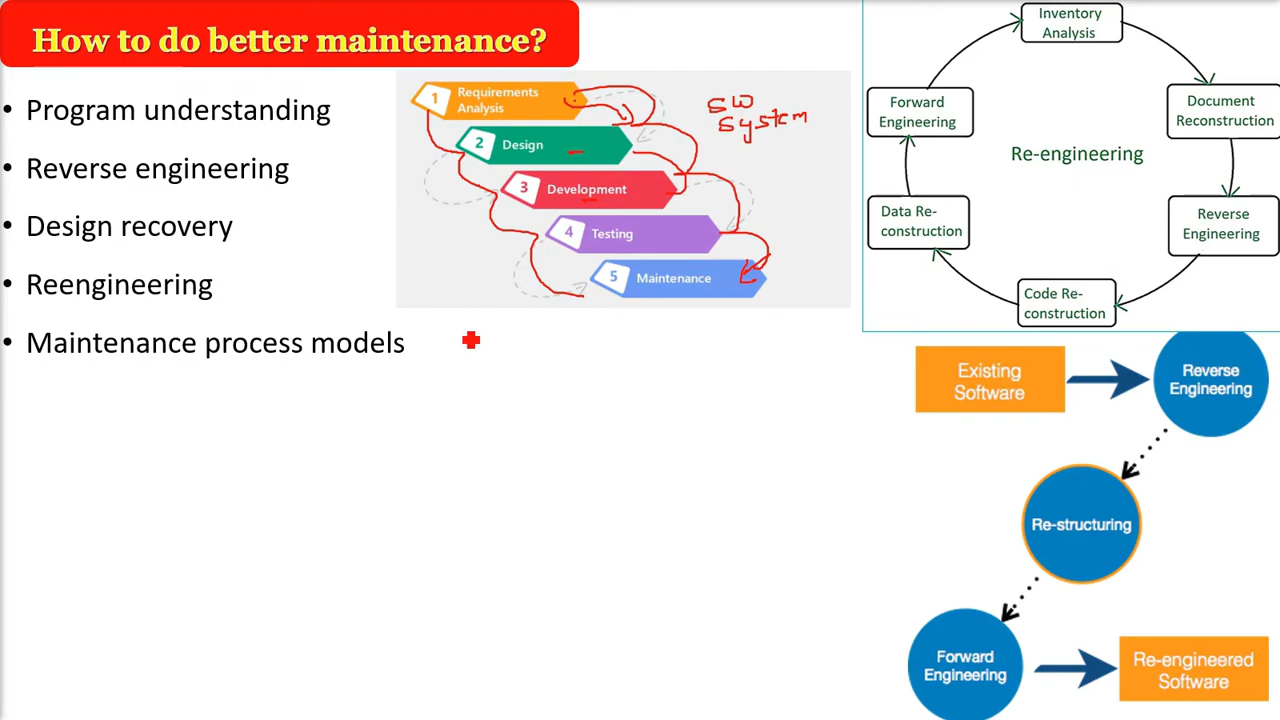 How to do better maintenance?
• Program understanding
• Reverse engineering
• Design recovery
• Reengineering
• Maintenance process models
1
Requirements
Analysis
2
Design
3
Development
4
Testing
5
Maintenance
SW
System
Inventory
Analysis
Document
Reconstruction
Reverse
Engineering
Code Re-
construction
Data Re-
construction
Forward
Engineering
Re-engineering
Existing
Software
Reverse
Engineering
Re-structuring
Forward
Engineering
Re-engineered
Software